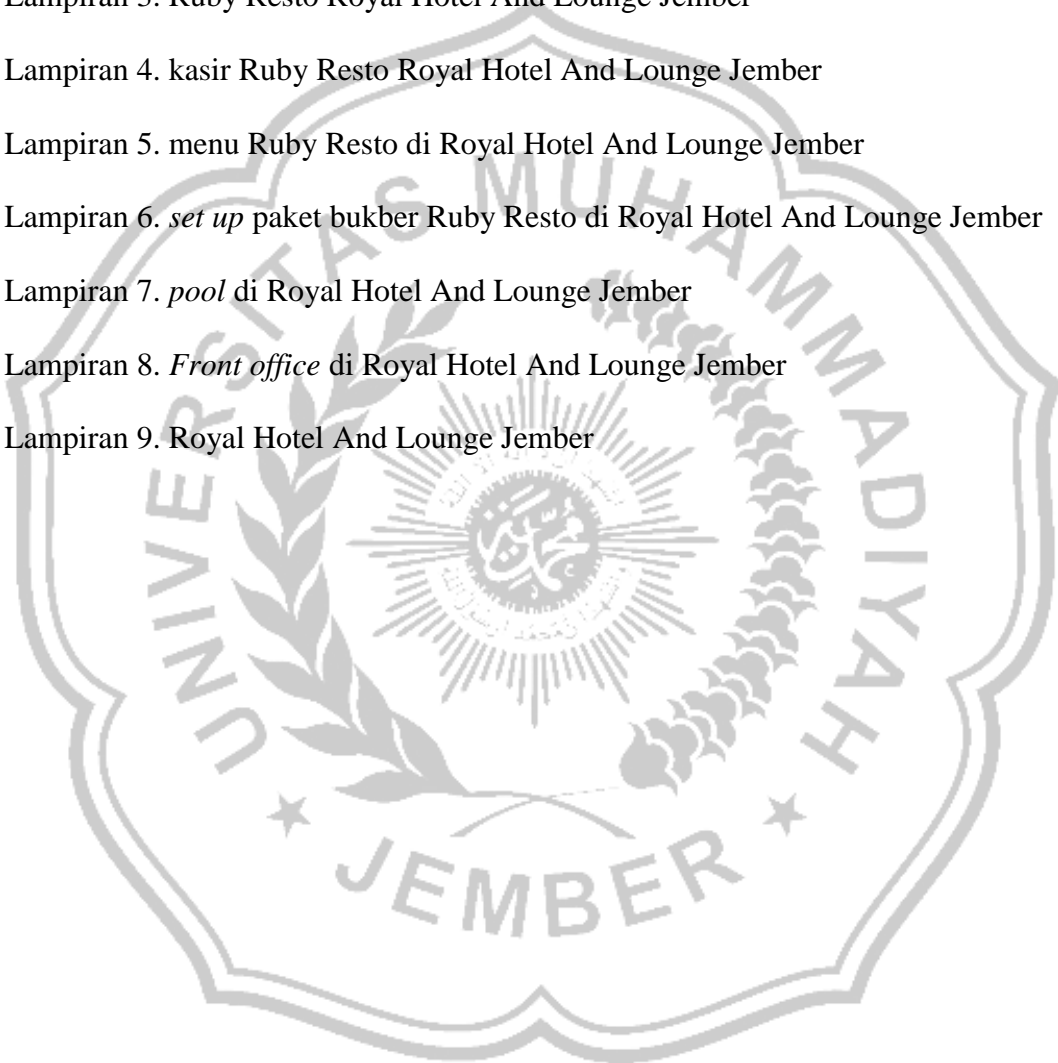 Lampiran 3. Ruby Resto Royal Hotel And Lounge Jember
Lampiran 4. kasir Ruby Resto Royal Hotel And Lounge Jember
Lampiran 5. menu Ruby Resto di Royal Hotel And Lounge Jember
Lampiran 6. set up paket bukber Ruby Resto di Royal Hotel And Lounge Jember
Lampiran 7. pool di Royal Hotel And Lounge Jember
Lampiran 8. Front office di Royal Hotel And Lounge Jember
Lampiran 9. Royal Hotel And Lounge Jember
UNIVERSITAS MUHAMMADIYAH
JEMBER